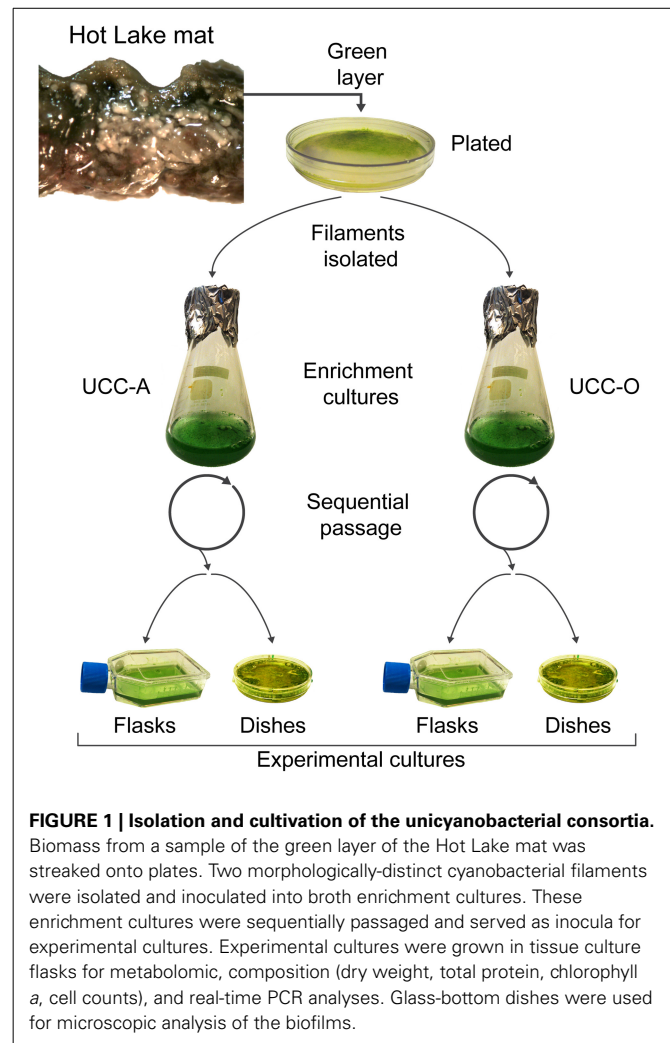 Hot Lake mat
Green
layer
Plated
Filaments
isolated
UCC-A
Enrichment
cultures
UCC-O
Sequential
passage
Flasks
Dishes
Flasks
Dishes
Experimental cultures
FIGURE 1 | Isolation and cultivation of the unicyanobacterial consortia.
Biomass from a sample of the green layer of the Hot Lake mat was
streaked onto plates. Two morphologically-distinct cyanobacterial filaments
were isolated and inoculated into broth enrichment cultures. These
enrichment cultures were sequentially passaged and served as inocula for
experimental cultures. Experimental cultures were grown in tissue culture
flasks for metabolomic, composition (dry weight, total protein, chlorophyll
a, cell counts), and real-time PCR analyses. Glass-bottom dishes were used
for microscopic analysis of the biofilms.